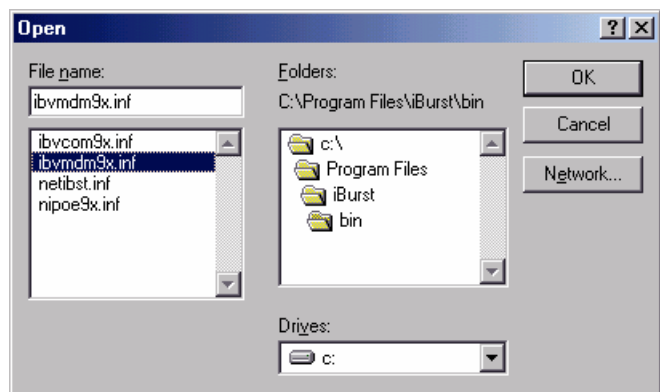 Open
File name:
ibvmdm9x.inf
ibvcom9x.inf
ibvmdm9x.inf
netibst.inf
nipoe9x.inf
Folders:
C:\Program Files\iBurst\bin
c:\
Program Files
iBurst
bin
Drives:
c:
OK
Cancel
Network...